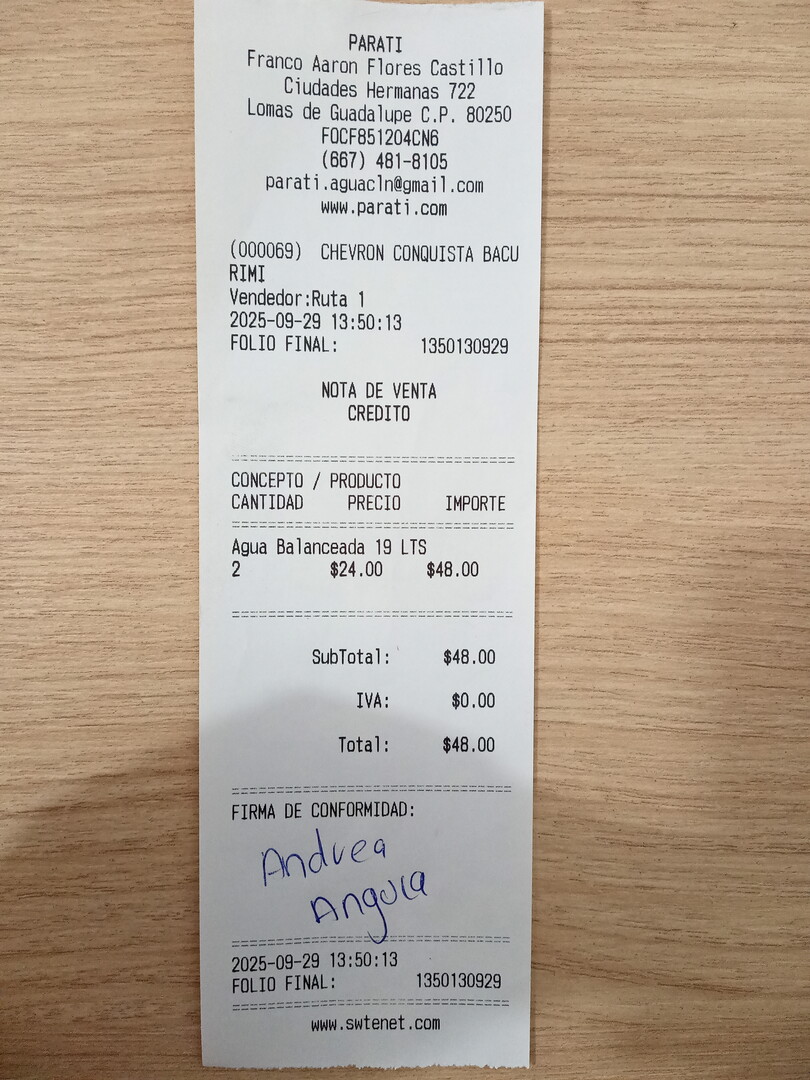 PARATI
Franco Aaron Flores Castillo
Ciudades Hermanas 722
Lomas de Guadalupe C.P. 80250
FOCF851204CN6
(667) 481-8105
parati.aguacln@gmail.com
www.parati.com
(000069) CHEVRON CONQUISTA BACU
RIMI
Vendedor:Ruta 1
2025-09-29 13:50:13
FOLIO FINAL: 1350130929
NOTA DE VENTA
CREDITO
CONCEPTO / PRODUCTO
CANTIDAD PRECIO IMPORTE
Agua Balanceada 19 LTS
2 $24.00 $48.00
SubTotal: $48.00
IVA: $0.00
Total: $48.00
FIRMA DE CONFORMIDAD:
Andrea
2025-09-29 13:50:13
FOLIO FINAL: 1350130929
www.swtenet.com